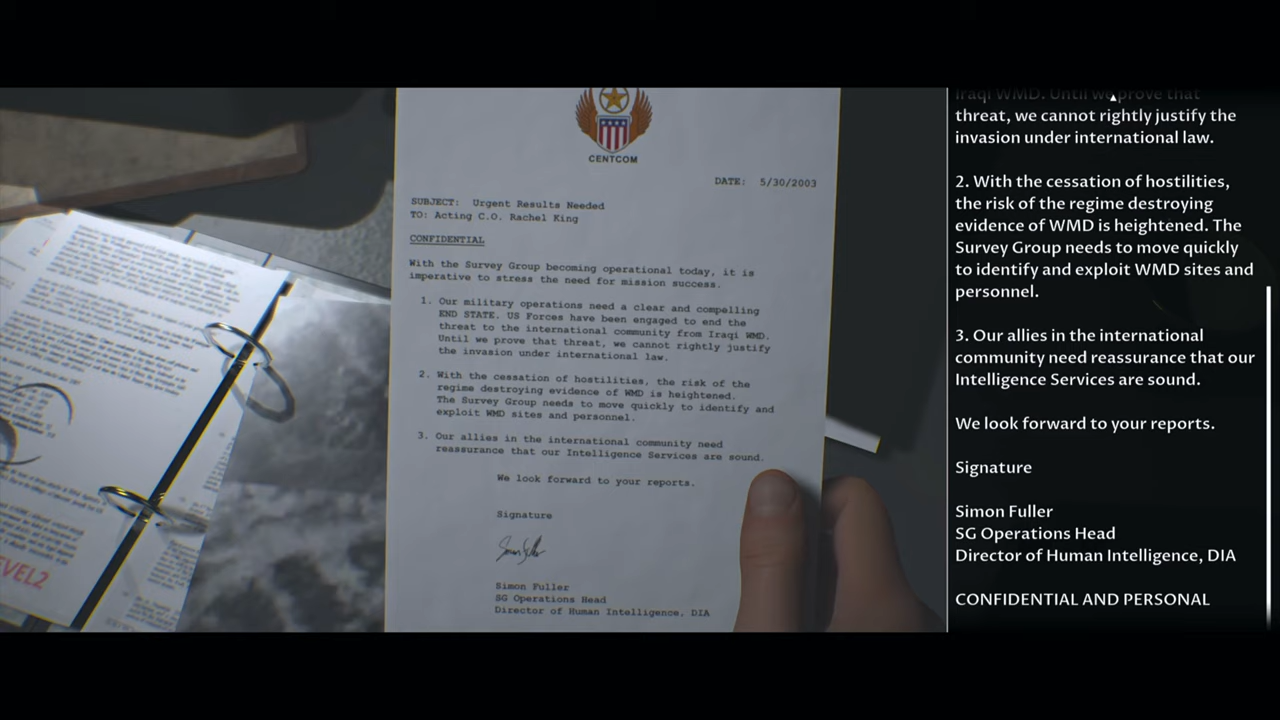 CENTCOM
DATE: 5/30/2003
SUBJECT: Urgent Results Needed
TO: Acting C.O. Rachel King
CONFIDENTIAL
With the Survey Group becoming operational today, it is
imperative to stress the need for mission success.
1. Our military operations need a clear and compelling
END STATE. US Forces have been engaged to end the
threat to the international community from Iraqi WMD.
Until we prove that threat, we cannot rightly justify
the invasion under international law.
2. With the cessation of hostilities, the risk of the
regime destroying evidence of WMD is heightened.
The Survey Group needs to move quickly to identify and
exploit WMD sites and personnel.
3. Our allies in the international community need
reassurance that our Intelligence Services are sound.
We look forward to your reports.
Signature
Simon Fuller
SG Operations Head
Director of Human Intelligence, DIA
LEVEL2
Iraqi WMD. Until we prove that
threat, we cannot rightly justify the
invasion under international law.
2. With the cessation of hostilities,
the risk of the regime destroying
evidence of WMD is heightened. The
Survey Group needs to move quickly
to identify and exploit WMD sites and
personnel.
3. Our allies in the international
community need reassurance that our
Intelligence Services are sound.
We look forward to your reports.
Signature
Simon Fuller
SG Operations Head
Director of Human Intelligence, DIA
CONFIDENTIAL AND PERSONAL